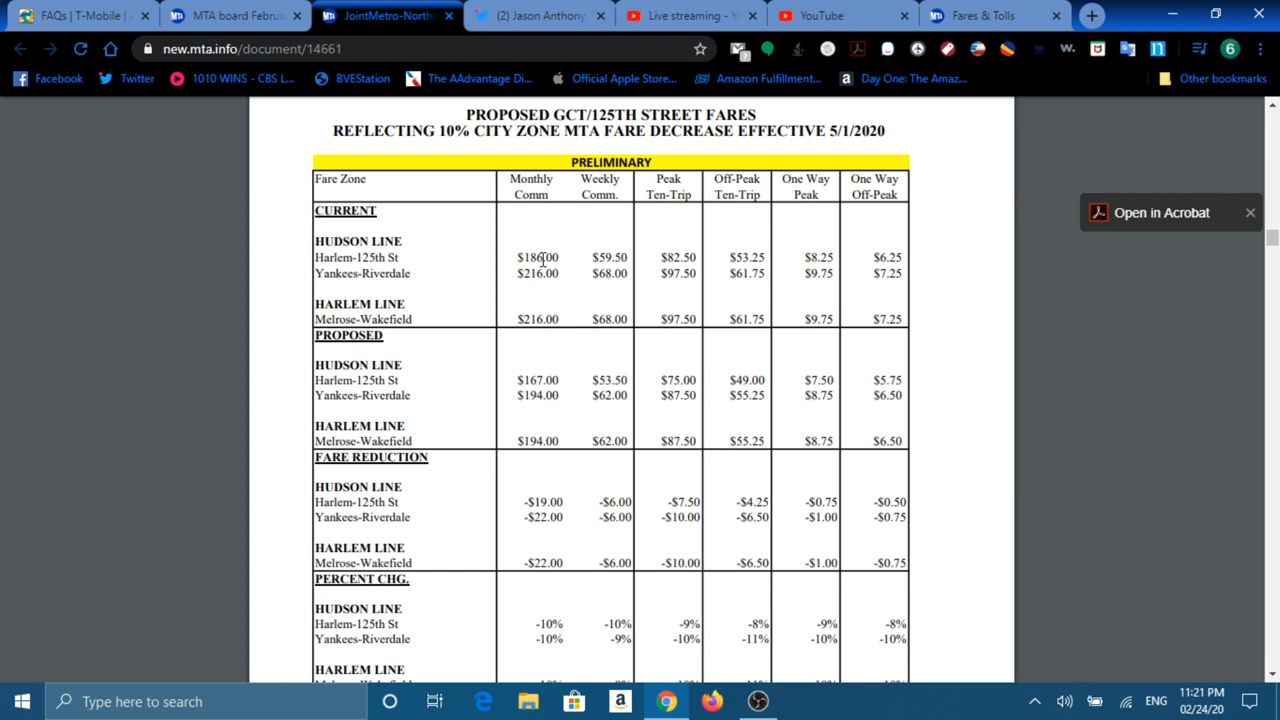 FAQs | T-Mobile |
MTA board Februa
JointMetro-North
(2) Jason Anthony
Live streaming - Y
YouTube
Fares & Tolls
new.mta.info/document/14661
6
Facebook
Twitter
1010 WINS - CBS L...
BVEStation
The AAdvantage Di...
Official Apple Store...
Amazon Fulfillment...
Day One: The Amaz...
Other bookmarks
PROPOSED GCT/125TH STREET FARES
REFLECTING 10% CITY ZONE MTA FARE DECREASE EFFECTIVE 5/1/2020
PRELIMINARY
Fare Zone Monthly Weekly Peak Off-Peak One Way One Way
Comm Comm. Ten-Trip Ten-Trip Peak Off-Peak
CURRENT
HUDSON LINE
Harlem-125th St $186.00 $59.50 $82.50 $53.25 $8.25 $6.25
Yankees-Riverdale $216.00 $68.00 $97.50 $61.75 $9.75 $7.25
HARLEM LINE
Melrose-Wakefield $216.00 $68.00 $97.50 $61.75 $9.75 $7.25
PROPOSED
HUDSON LINE
Harlem-125th St $167.00 $53.50 $75.00 $49.00 $7.50 $5.75
Yankees-Riverdale $194.00 $62.00 $87.50 $55.25 $8.75 $6.50
HARLEM LINE
Melrose-Wakefield $194.00 $62.00 $87.50 $55.25 $8.75 $6.50
FARE REDUCTION
HUDSON LINE
Harlem-125th St -$19.00 -$6.00 -$7.50 -$4.25 -$0.75 -$0.50
Yankees-Riverdale -$22.00 -$6.00 -$10.00 -$6.50 -$1.00 -$0.75
HARLEM LINE
Melrose-Wakefield -$22.00 -$6.00 -$10.00 -$6.50 -$1.00 -$0.75
PERCENT CHG.
HUDSON LINE
Harlem-125th St -10% -10% -9% -8% -9% -8%
Yankees-Riverdale -10% -9% -10% -11% -10% -10%
HARLEM LINE
Open in Acrobat
Type here to search
ENG
11:21 PM
02/24/20